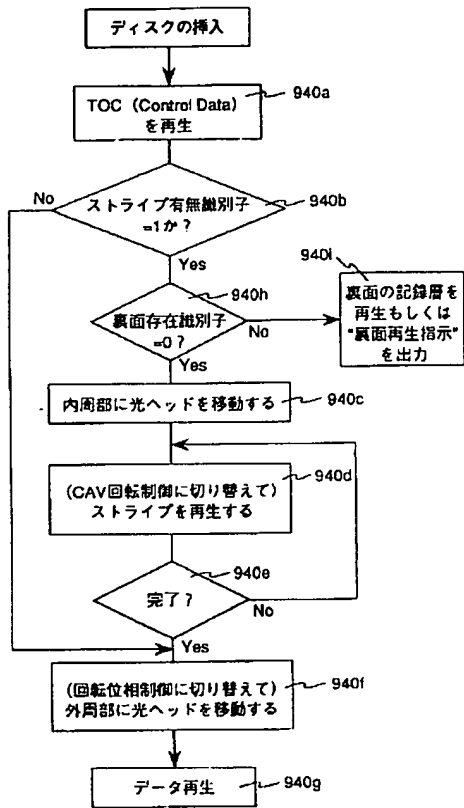 ディスクの挿入
TOC (Control Data)
を再生
940a
No
ストライプ有無識別子
=1か?
940b
Yes
940h
裏面存在識別子
=0?
No
940i
裏面の記録層を
再生もしくは
"裏面再生指示"
を出力
Yes
内周部に光ヘッドを移動する
940c
(CAV回転制御に切り替えて)
ストライプを再生する
940d
完了?
940e
No
Yes
(回転位相制御に切り替えて)
外周部に光ヘッドを移動する
940f
データ再生
940g